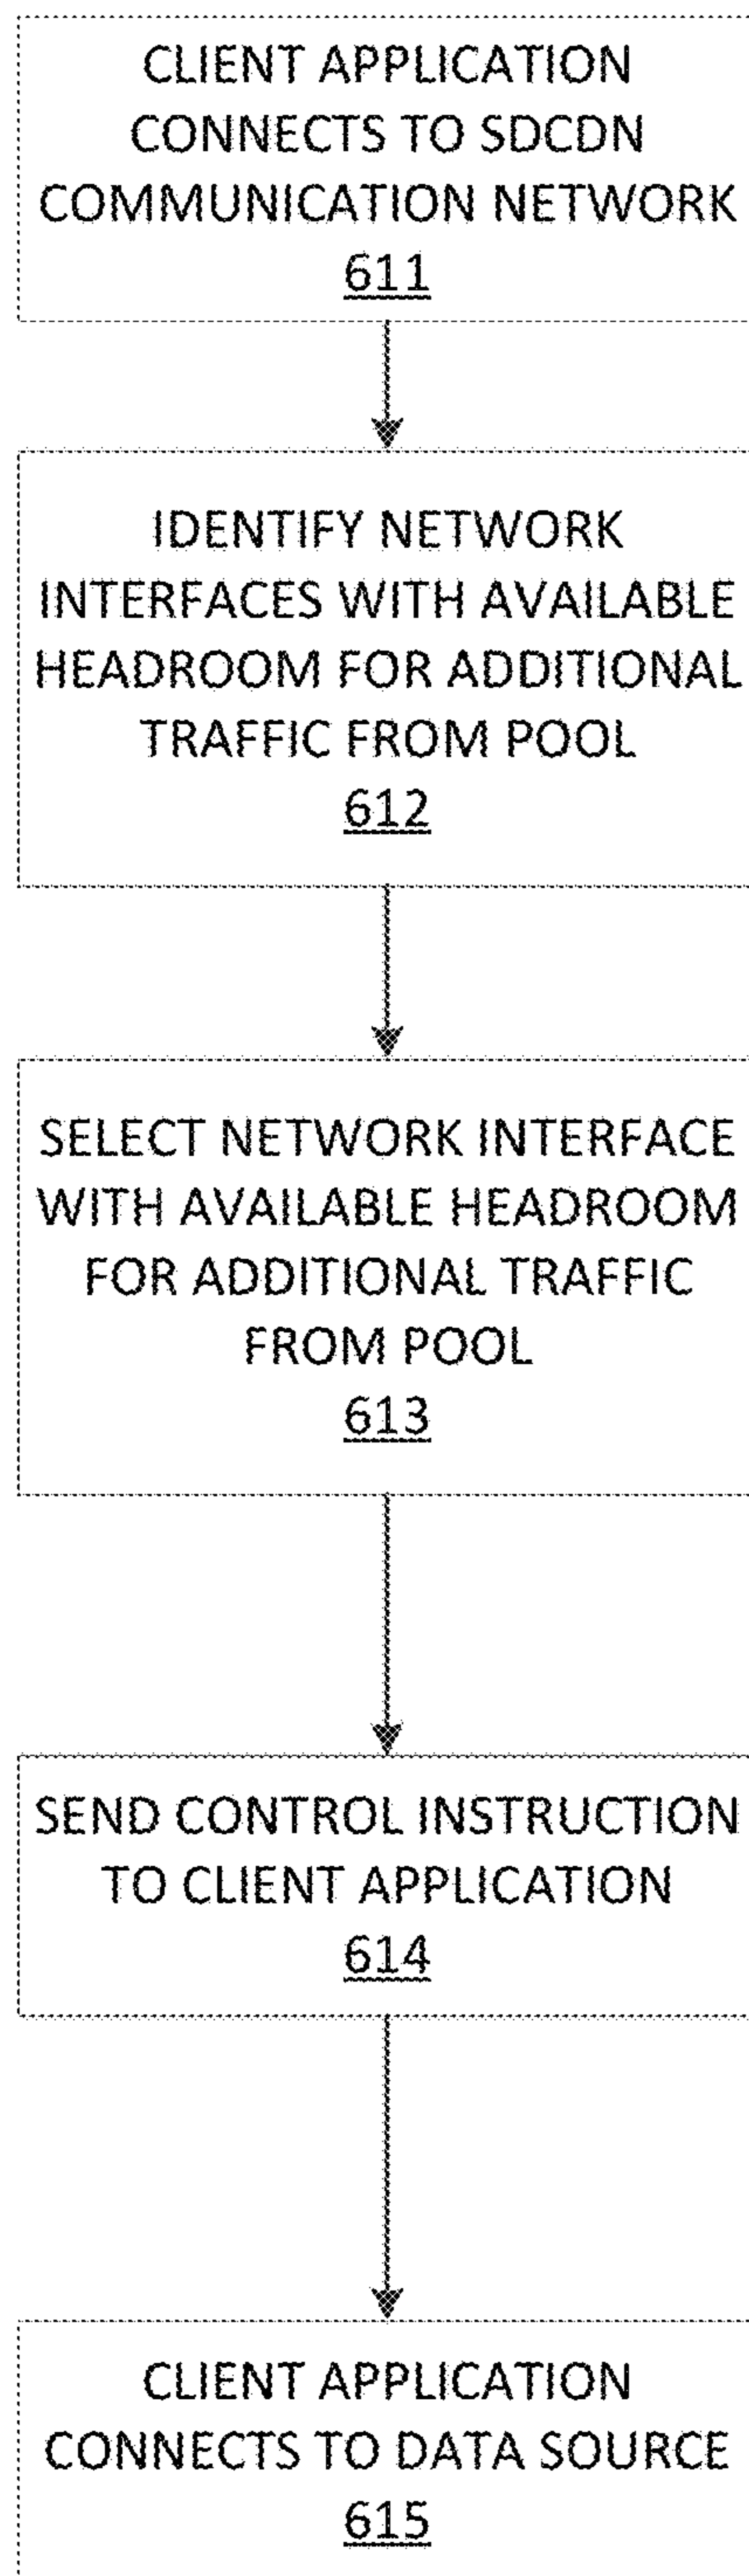 CLIENT APPLICATION
CONNECTS TO SDCDN
COMMUNICATION NETWORK
611
IDENTIFY NETWORK
INTERFACES WITH AVAILABLE
HEADROOM FOR ADDITIONAL
TRAFFIC FROM POOL
612
SELECT NETWORK INTERFACE
WITH AVAILABLE HEADROOM
FOR ADDITIONAL TRAFFIC
FROM POOL
613
SEND CONTROL INSTRUCTION
TO CLIENT APPLICATION
614
CLIENT APPLICATION
CONNECTS TO DATA SOURCE
615